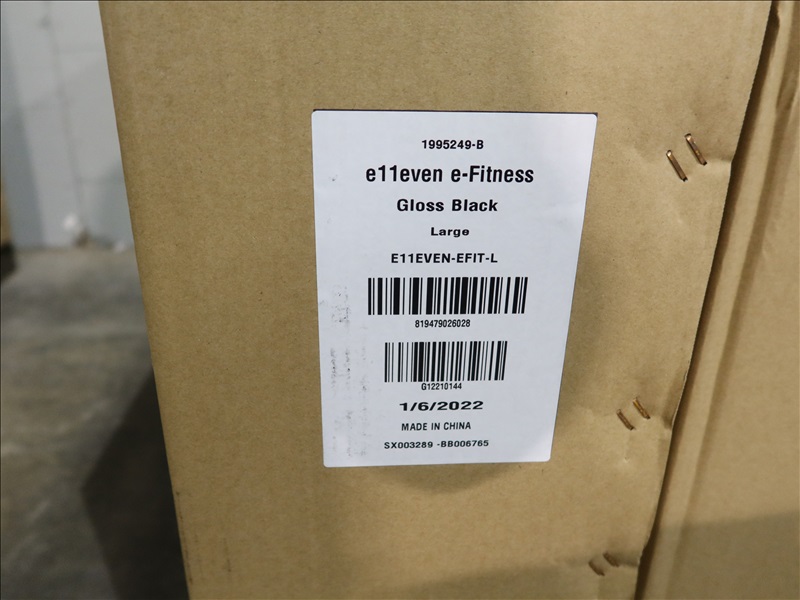 1995249-B
e11even e-Fitness
Gloss Black
Large
E11EVEN-EFIT-L
819479026028
G12210144
1/6/2022
MADE IN CHINA
SX003289 -BB006765